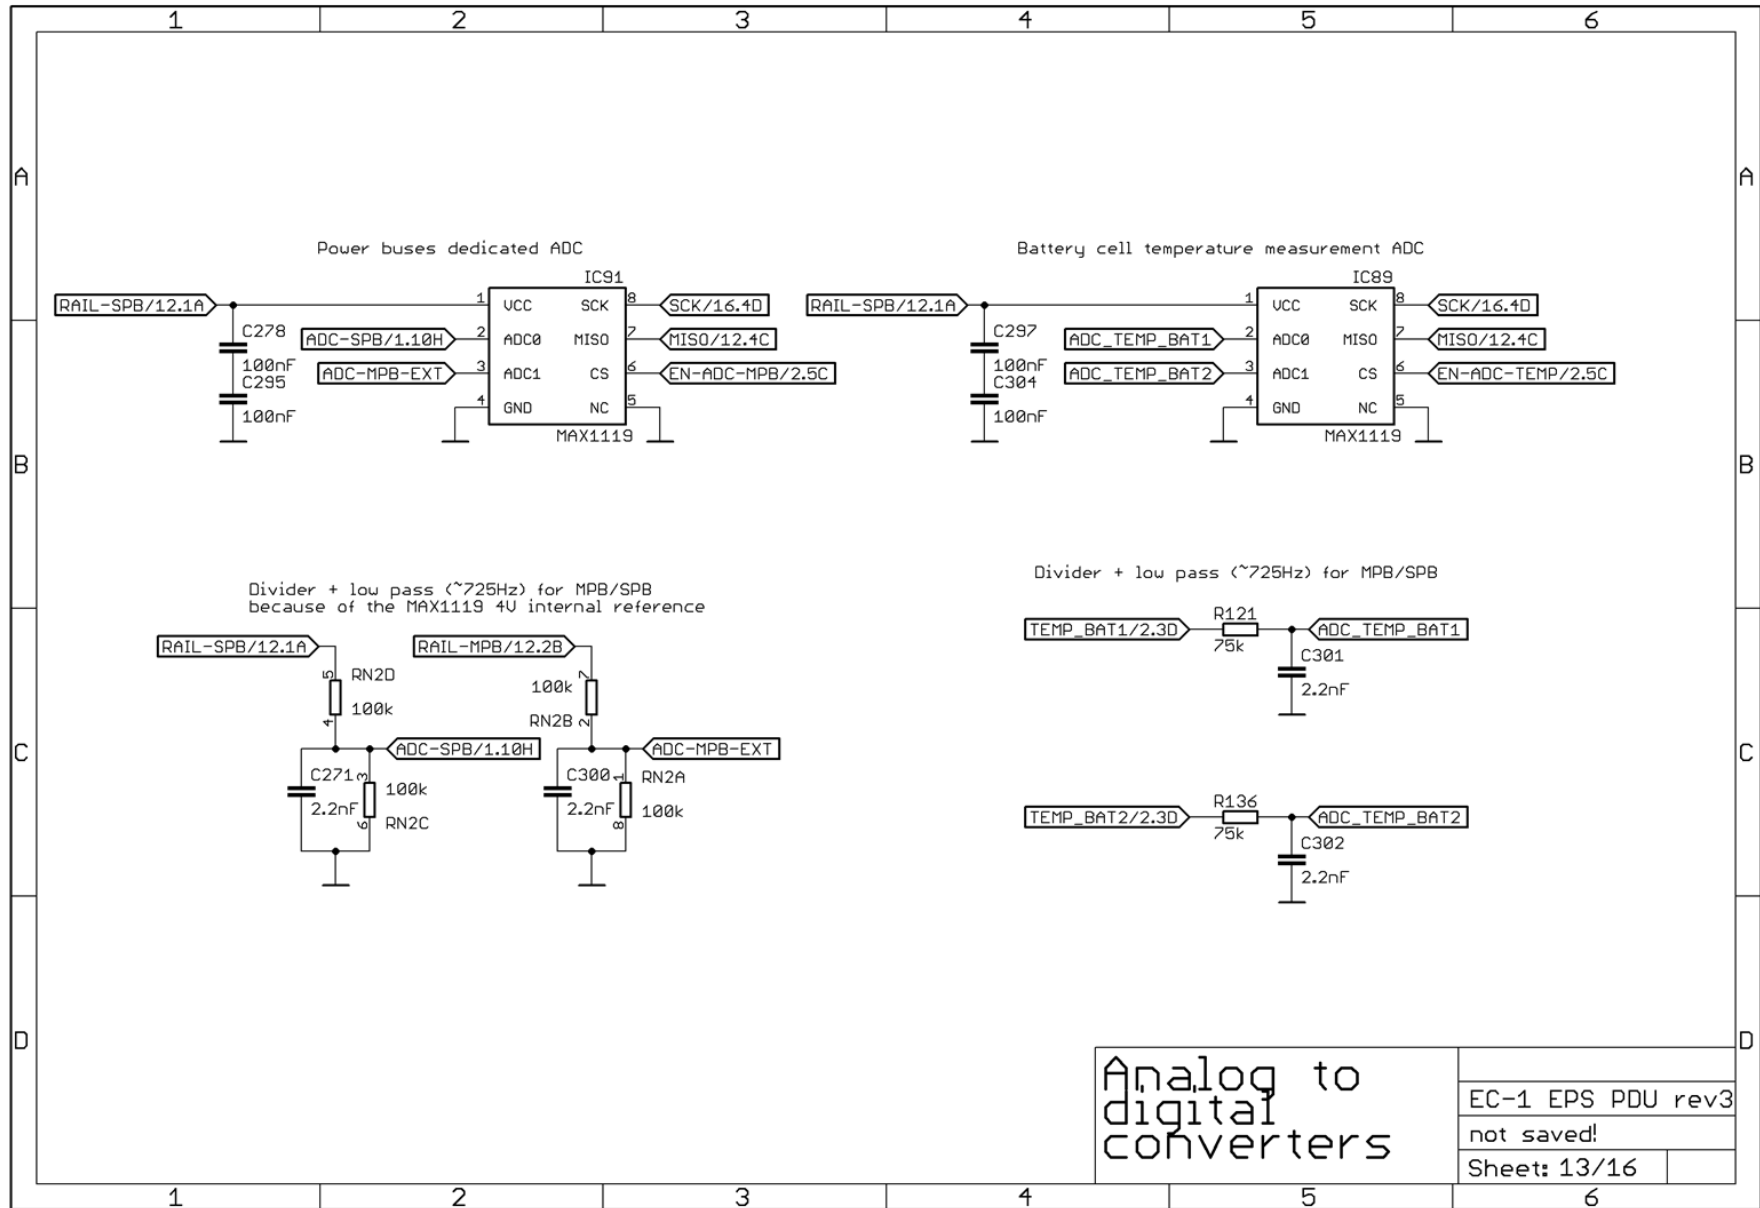 1 2 3 4 5 6
A A
Power buses dedicated ADC
Battery cell temperature measurement ADC
IC91
RAIL-SPB/12.1A
1 VCC SCK 8
SCK/16.4D
C278
100nF
ADC-SPB/1.10H
2 ADC0 MISO 7
MISO/12.4C
C295
100nF
ADC-MPB-EXT
3 ADC1 CS 6
EN-ADC-MPB/2.5C
4 GND NC 5
MAX1119
IC89
RAIL-SPB/12.1A
1 VCC SCK 8
SCK/16.4D
C297
100nF
ADC_TEMP_BAT1
2 ADC0 MISO 7
MISO/12.4C
C304
100nF
ADC_TEMP_BAT2
3 ADC1 CS 6
EN-ADC-TEMP/2.5C
4 GND NC 5
MAX1119
B B
Divider + low pass (~725Hz) for MPB/SPB
because of the MAX1119 4V internal reference
RAIL-SPB/12.1A
5 RN2D
4 100k
ADC-SPB/1.10H
C271
2.2nF
3 100k
6 RN2C
RAIL-MPB/12.2B
100k 7
RN2B 2
ADC-MPB-EXT
C300
2.2nF
1 RN2A
8 100k
Divider + low pass (~725Hz) for MPB/SPB
TEMP_BAT1/2.3D
R121
75k
ADC_TEMP_BAT1
C301
2.2nF
C C
TEMP_BAT2/2.3D
R136
75k
ADC_TEMP_BAT2
C302
2.2nF
D D
Analog to
digital
converters
EC-1 EPS PDU rev3
not saved!
Sheet: 13/16
1 2 3 4 5 6